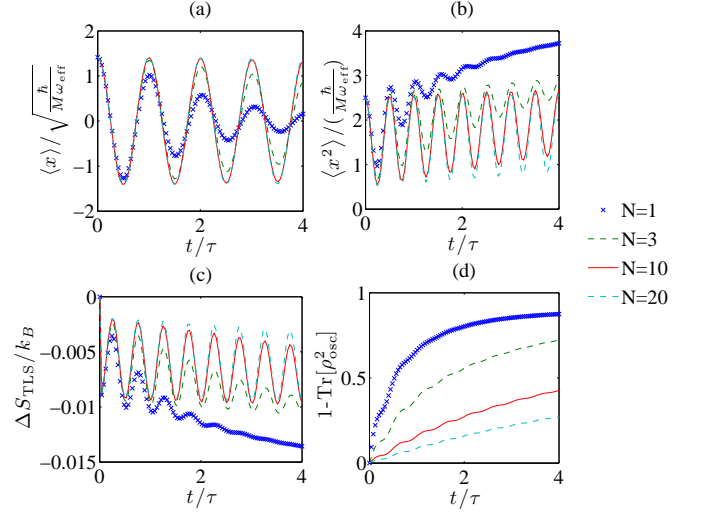 (a)
2
1
0
−1
−2
0
2
4
⟨x⟩/√(ħ/Mω_eff)
t/τ
(b)
4
3
2
1
0
0
2
4
⟨x²⟩/(ħ/Mω_eff)
t/τ
(c)
0
−0.005
−0.01
−0.015
0
2
4
ΔS_TLS/k_B
t/τ
(d)
1
0.5
0
0
2
4
1-Tr[ρ²_osc]
t/τ
N=1
N=3
N=10
N=20